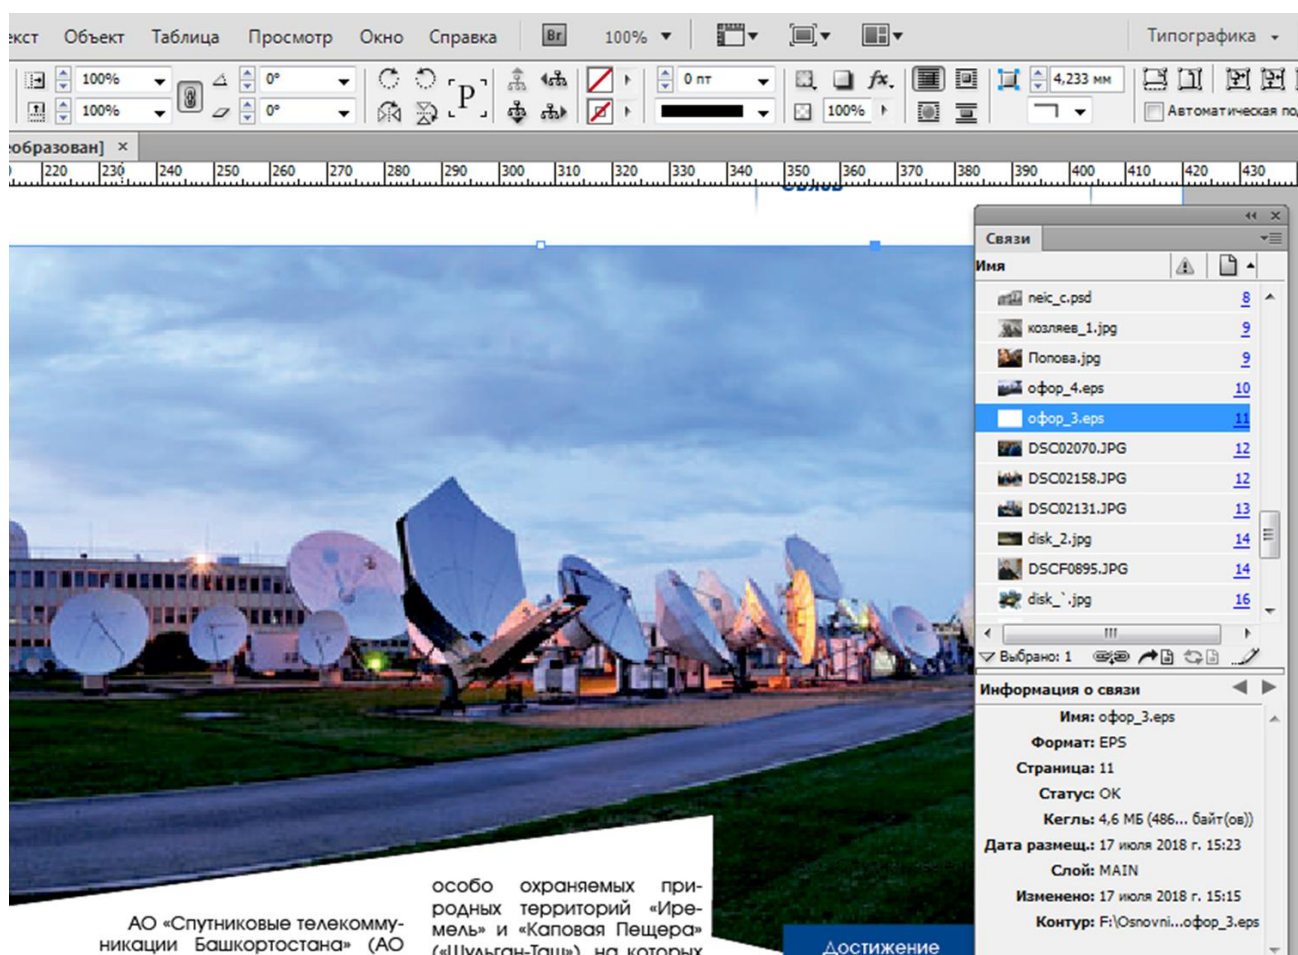 екст Объект Таблица Просмотр Окно Справка Br 100% Типографика
100% 0° P 0 пт fx. 4,233 мм
100% 0° 100% Автоматическая по
еобразован] ×
220 230 240 250 260 270 280 290 300 310 320 330 340 350 360 370 380 390 400 410 420 430
Связи
Имя
neic_c.psd 8
козляев_1.jpg 9
Попова.jpg 9
офор_4.eps 10
офор_3.eps 11
DSC02070.JPG 12
DSC02158.JPG 12
DSC02131.JPG 13
disk_2.jpg 14
DSCF0895.JPG 14
disk_`.jpg 16
Выбрано: 1
Информация о связи
Имя: офор_3.eps
Формат: EPS
Страница: 11
Статус: OK
Кегль: 4,6 МБ (486... байт(ов))
Дата размещ.: 17 июля 2018 г. 15:23
Слой: MAIN
Изменено: 17 июля 2018 г. 15:15
Контур: F:\Osnovni...офор_3.eps
АО «Спутниковые телекомму-
никации Башкортостана» (АО
особо охраняемых при-
родных территорий «Ире-
мель» и «Каповая Пещера»
(«Шульган-Таш»), на которых
Достижение